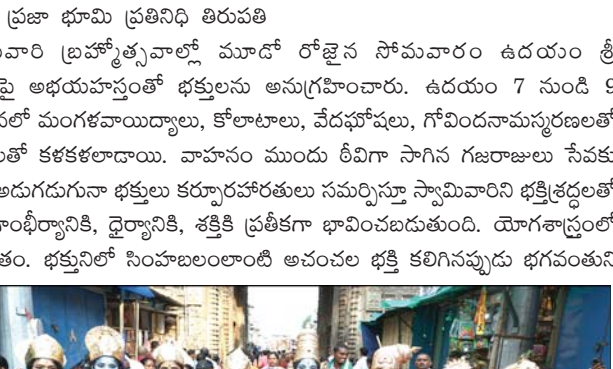 ప్రజా భూమి ప్రతినిధి తిరుపతి
వారి బ్రహ్మోత్సవాల్లో మూడో రోజైన సోమవారం ఉదయం శ్రీ
పై అభయహస్తంతో భక్తులను అనుగ్రహించారు. ఉదయం 7 నుండి 9
మంగళవాయిద్యాలు, కోలాటాలు, వేదఘోషలు, గోవిందనామస్మరణలతో
కళకళలాడాయి. వాహనం ముందు ఠీవిగా సాగిన గజరాజులు సేవకు
అడుగడుగునా భక్తులు కర్పూరహారతులు సమర్పిస్తూ స్వామివారిని భక్తిశ్రద్ధలతో
గాంభీర్యానికి, ధైర్యానికి, శక్తికి ప్రతీకగా భావించబడుతుంది. యోగశాస్త్రంలో
భక్తునిలో సింహబలంలాంటి అచంచల భక్తి కలిగినప్పుడు భగవంతుని